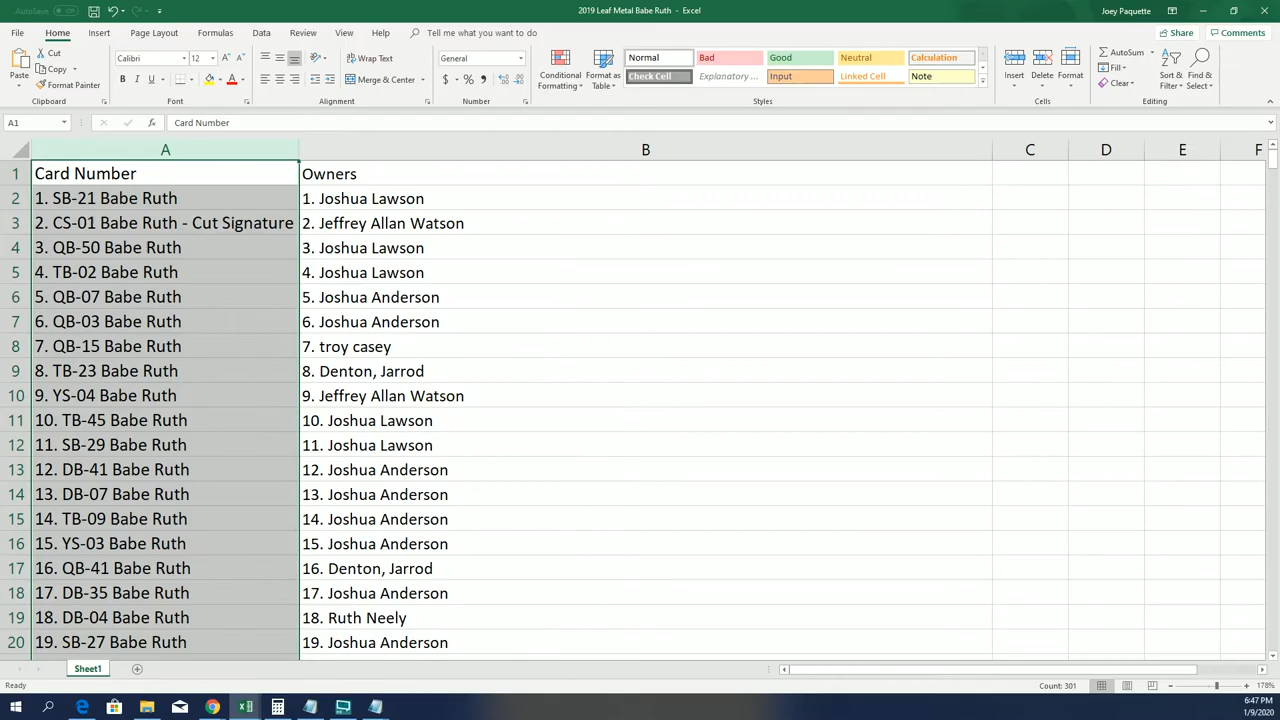 AutoSave Off 2019 Leaf Metal Babe Ruth - Excel Joey Paquette
File Home Insert Draw Page Layout Formulas Data Review View Help Tell me what you want to do Share Comments
Cut
Copy
Format Painter
Paste
Clipboard
Calibri 12
B I U
Font
Wrap Text
Merge & Center
Alignment
General
$ % ,
Number
Conditional Formatting
Format as Table
Normal Bad Good Neutral Calculation
Check Cell Explanatory ... Input Linked Cell Note
Styles
Insert Delete Format
Cells
AutoSum
Fill
Clear
Sort & Filter
Find & Select
Editing
A1 fx Card Number
A B C D E F
1 Card Number Owners
2 1. SB-21 Babe Ruth 1. Joshua Lawson
3 2. CS-01 Babe Ruth - Cut Signature 2. Jeffrey Allan Watson
4 3. QB-50 Babe Ruth 3. Joshua Lawson
5 4. TB-02 Babe Ruth 4. Joshua Lawson
6 5. QB-07 Babe Ruth 5. Joshua Anderson
7 6. QB-03 Babe Ruth 6. Joshua Anderson
8 7. QB-15 Babe Ruth 7. troy casey
9 8. TB-23 Babe Ruth 8. Denton, Jarrod
10 9. YS-04 Babe Ruth 9. Jeffrey Allan Watson
11 10. TB-45 Babe Ruth 10. Joshua Lawson
12 11. SB-29 Babe Ruth 11. Joshua Lawson
13 12. DB-41 Babe Ruth 12. Joshua Anderson
14 13. DB-07 Babe Ruth 13. Joshua Anderson
15 14. TB-09 Babe Ruth 14. Joshua Anderson
16 15. YS-03 Babe Ruth 15. Joshua Anderson
17 16. QB-41 Babe Ruth 16. Denton, Jarrod
18 17. DB-35 Babe Ruth 17. Joshua Anderson
19 18. DB-04 Babe Ruth 18. Ruth Neely
20 19. SB-27 Babe Ruth 19. Joshua Anderson
Sheet1
Ready Count: 301 178%
6:47 PM
1/9/2020